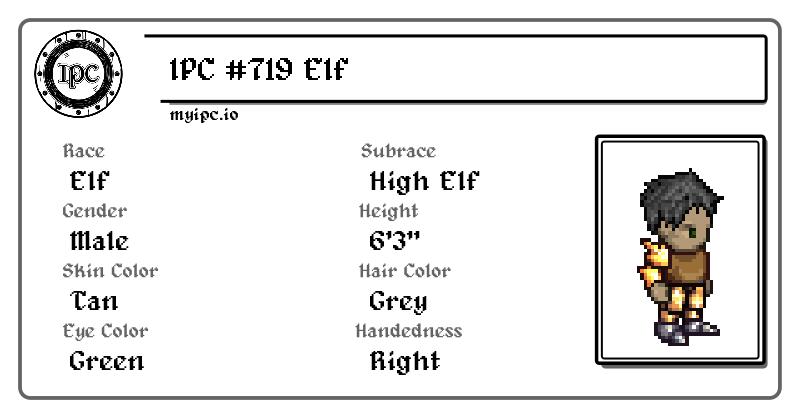 IPC
IPC #719 Elf
myipc.io
Race
Elf
Subrace
High Elf
Gender
Male
Height
6'3"
Skin Color
Tan
Hair Color
Grey
Eye Color
Green
Handedness
Right